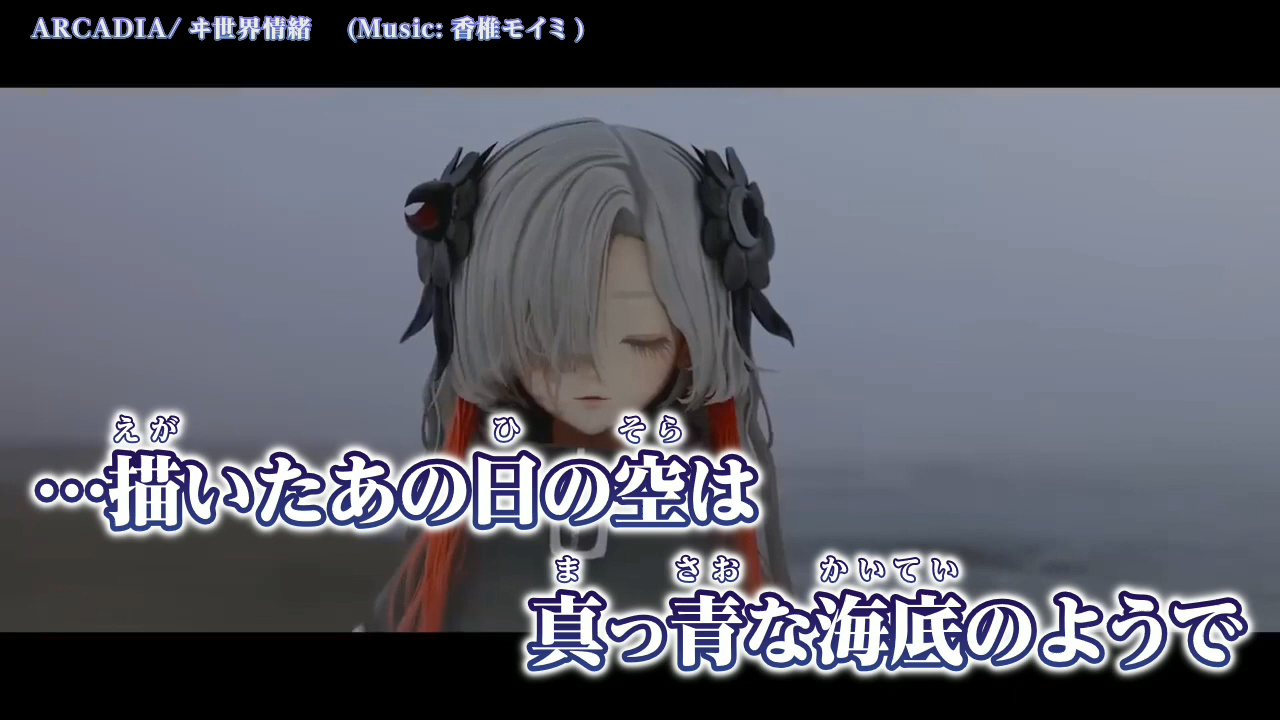 ARCADIA/ ヰ世界情緒　(Music: 香椎モイミ)
えが ひ そら
…描いたあの日の空は
ま さお かいてい
真っ青な海底のようで